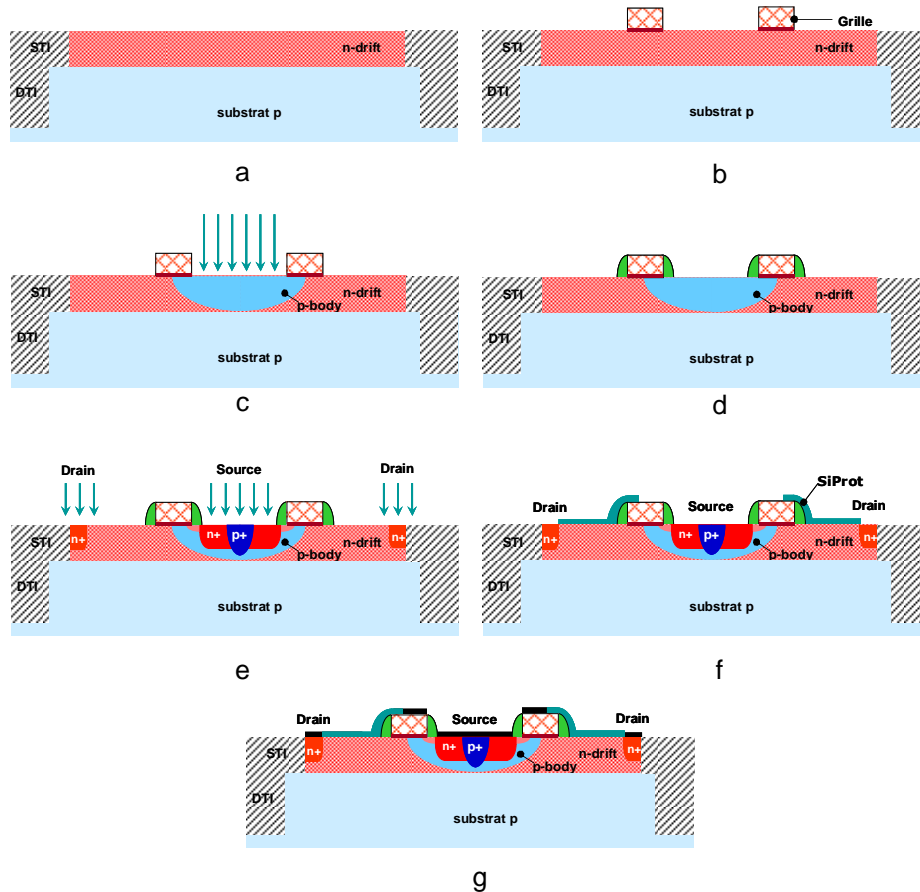 STI n-drift
DTI
substrat p
a
Grille
STI n-drift
DTI
substrat p
b
STI n-drift
p-body
DTI
substrat p
c
STI n-drift
p-body
DTI
substrat p
d
Drain Source Drain
n+ n+ p+ n+
STI n-drift
p-body
DTI
substrat p
e
SiProt
Drain Source Drain
n+ n+ p+ n+
STI n-drift
p-body
DTI
substrat p
f
Drain Source Drain
n+ n+ p+ n+
STI n-drift
p-body
DTI
substrat p
g